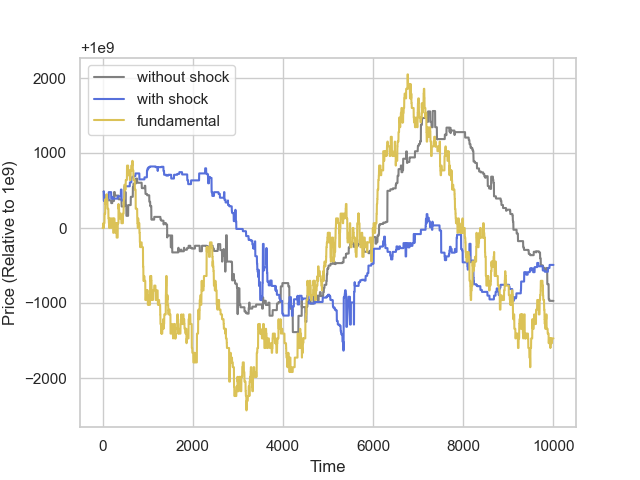 +1e9
without shock
with shock
fundamental
2000
1000
0
−1000
−2000
Price (Relative to 1e9)
0
2000
4000
6000
8000
10000
Time